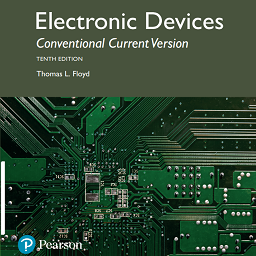 Electronic Devices
Conventional Current Version
TENTH EDITION
Thomas L. Floyd
P Pearson